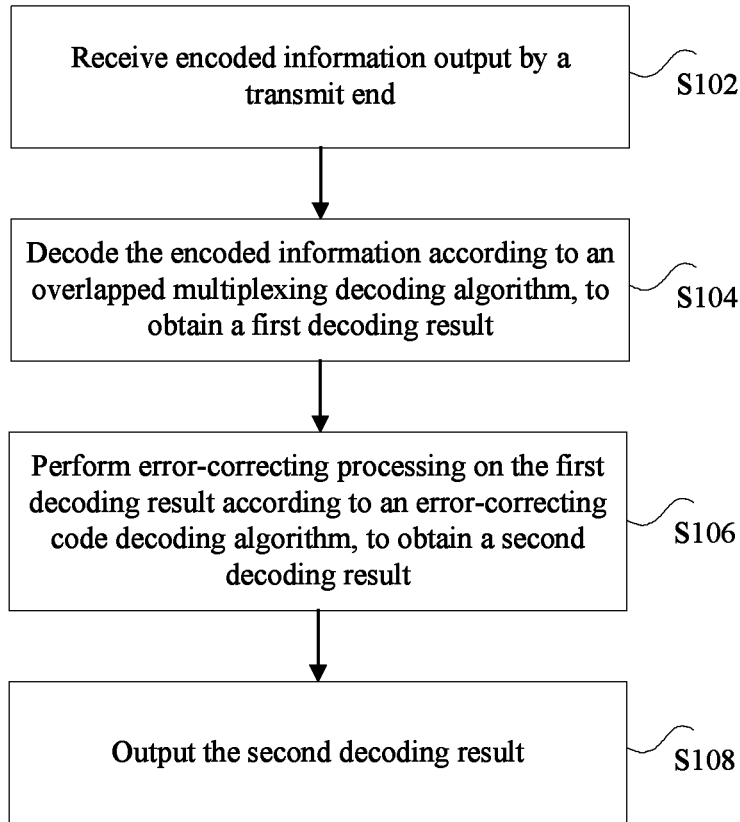 Receive encoded information output by a
transmit end
S102
Decode the encoded information according to an
overlapped multiplexing decoding algorithm, to
obtain a first decoding result
S104
Perform error-correcting processing on the first
decoding result according to an error-correcting
code decoding algorithm, to obtain a second
decoding result
S106
Output the second decoding result
S108